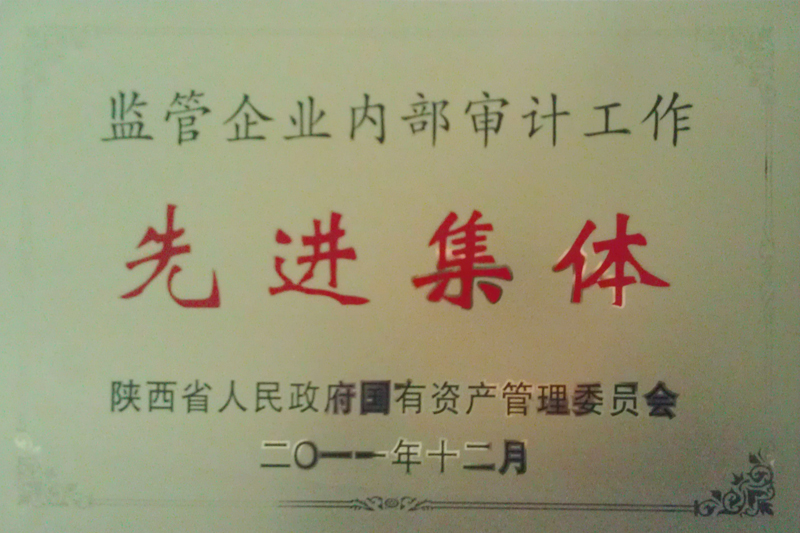 监管企业内部审计工作
先进集体
陕西省人民政府国有资产管理委员会
二〇一一年十二月